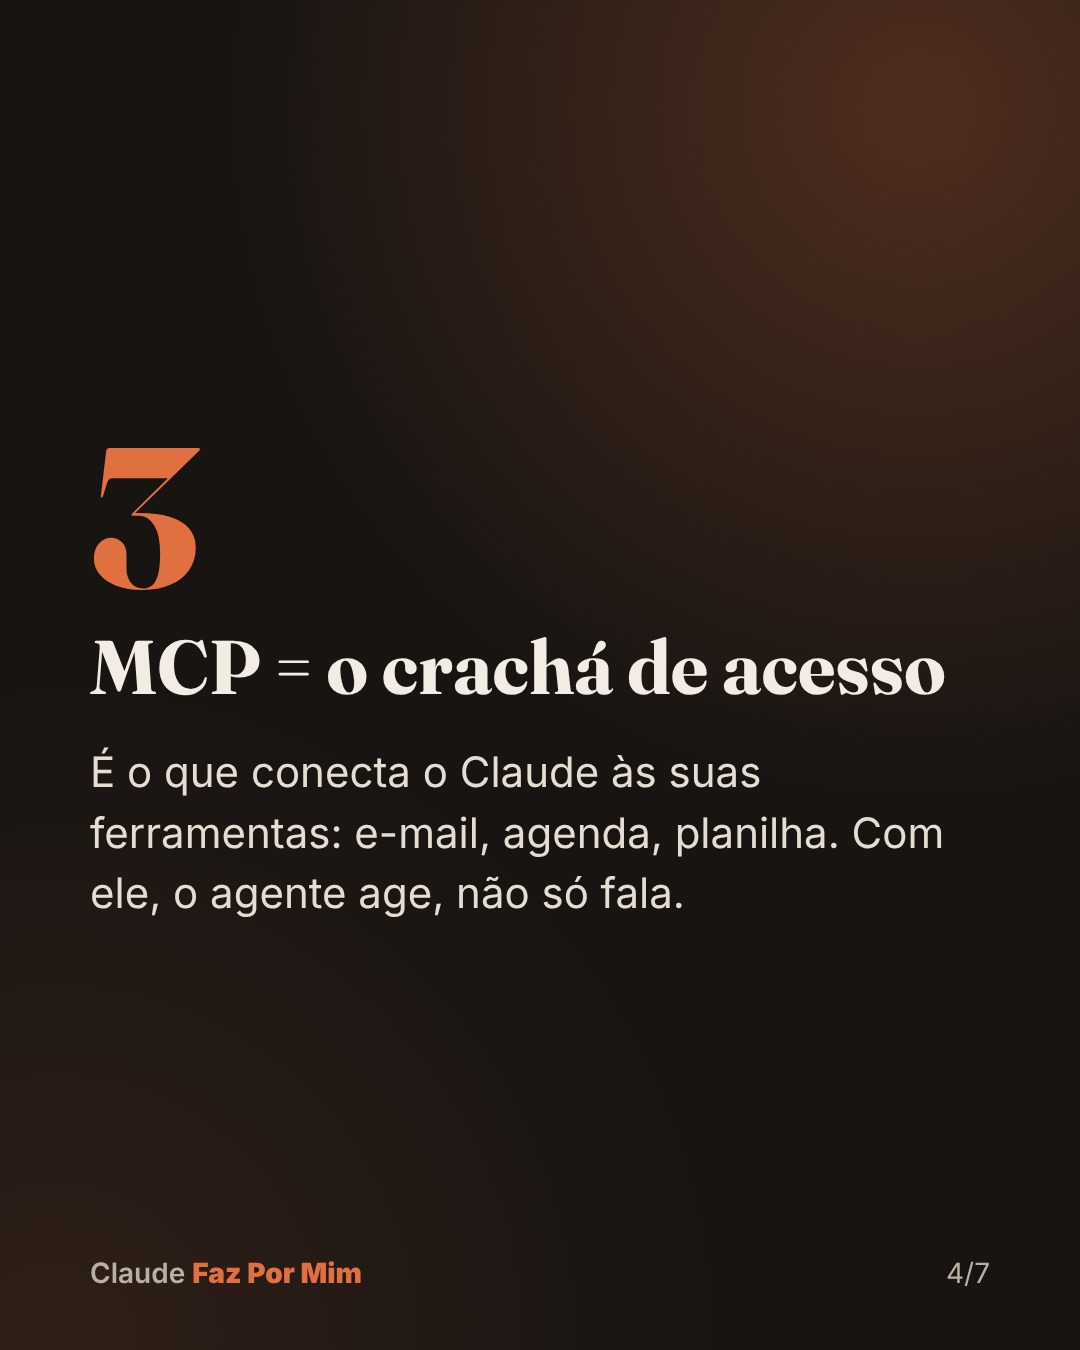 3
MCP = o crachá de acesso
É o que conecta o Claude às suas
ferramentas: e-mail, agenda, planilha. Com
ele, o agente age, não só fala.
Claude Faz Por Mim
4/7